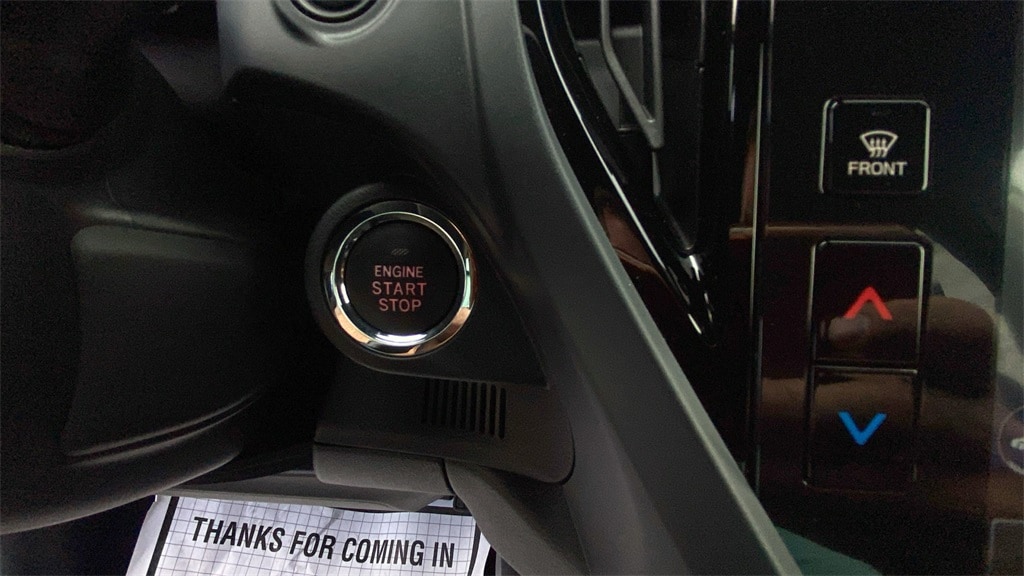 FRONT
ENGINE
START
STOP
THANKS FOR COMING IN